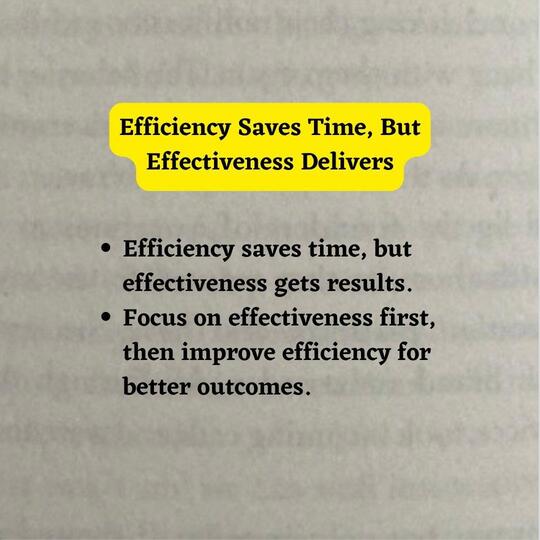 Efficiency Saves Time, But
Effectiveness Delivers
• Efficiency saves time, but
effectiveness gets results.
• Focus on effectiveness first,
then improve efficiency for
better outcomes.